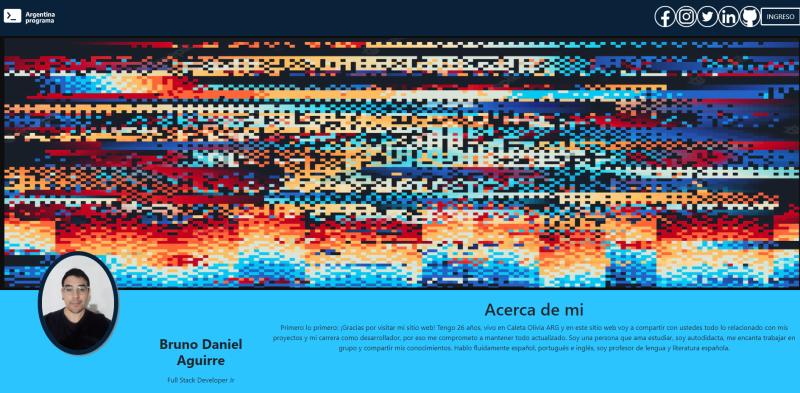 Argentina
programa
INGRESO
Bruno Daniel
Aguirre
Full Stack Developer Jr
Acerca de mi
Primero lo primero: ¡Gracias por visitar mi sitio web! Tengo 26 años, vivo en Caleta Olivia ARG y en este sitio web voy a compartir con ustedes todo lo relacionado con mis
proyectos y mi carrera como desarrollador, por eso me comprometo a mantener todo actualizado. Soy una persona que ama estudiar, soy autodidacta, me encanta trabajar en
grupo y compartir mis conocimientos. Hablo fluidamente español, portugués e inglés, soy profesor de lengua y literatura española.